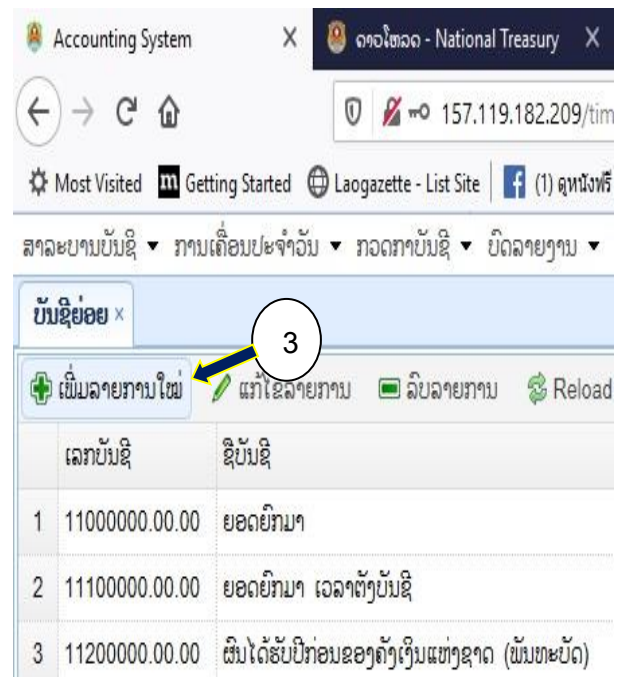 Accounting System
ດາວໂຫລດ - National Treasury
157.119.182.209/tim
Most Visited Getting Started Laogazette - List Site (1) ดูหนังฟรี
ສາລະບານບັນຊີ ການເຄື່ອນປະຈຳວັນ ກວດກາບັນຊີ ບົດລາຍງານ
ບັນຊີຍ່ອຍ ×
3
ເພີ່ມລາຍການໃໝ່ ແກ້ໄຂລາຍການ ລຶບລາຍການ Reload
ເລກບັນຊີ ຊື່ບັນຊີ
1 11000000.00.00 ຍອດຍົກມາ
2 11100000.00.00 ຍອດຍົກມາ ເວລາຕັ້ງບັນຊີ
3 11200000.00.00 ຜົນໄດ້ຮັບປີກ່ອນຂອງຄັງເງິນແຫ່ງຊາດ (ພັນທະບັດ)